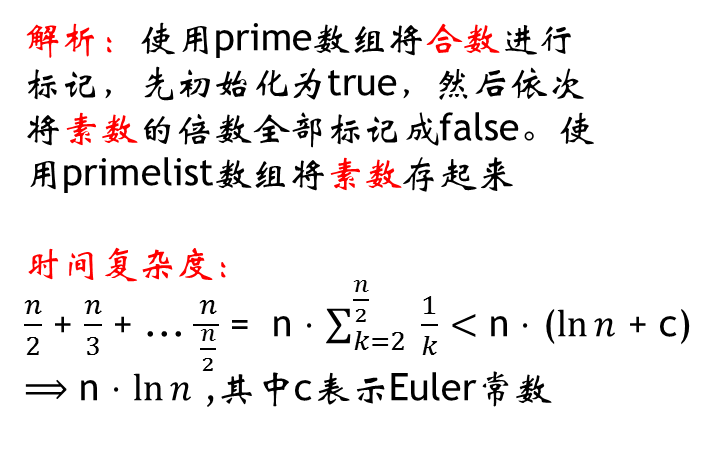 解析：使用prime数组将合数进行
标记，先初始化为true，然后依次
将素数的倍数全部标记成false。使
用primelist数组将素数存起来
时间复杂度：
$\frac{n}{2} + \frac{n}{3} + \ldots \frac{n}{\frac{n}{2}} = n \cdot \sum_{k=2}^{\frac{n}{2}} \frac{1}{k} < n \cdot (\ln n + c)$
⟹ n · ln n ,其中c表示Euler常数